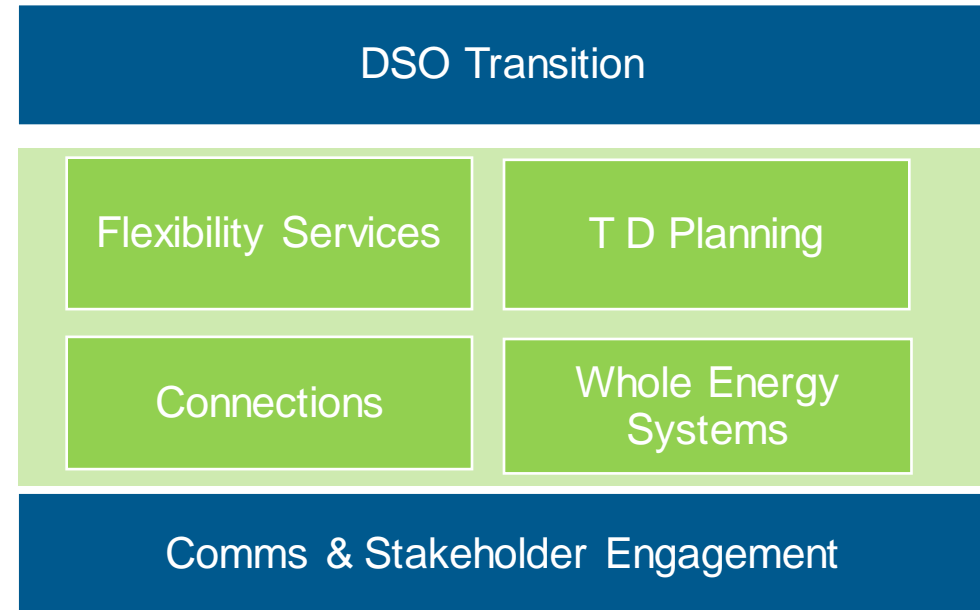 DSO Transition
Flexibility Services
T D Planning
Connections
Whole Energy
Systems
Comms & Stakeholder Engagement